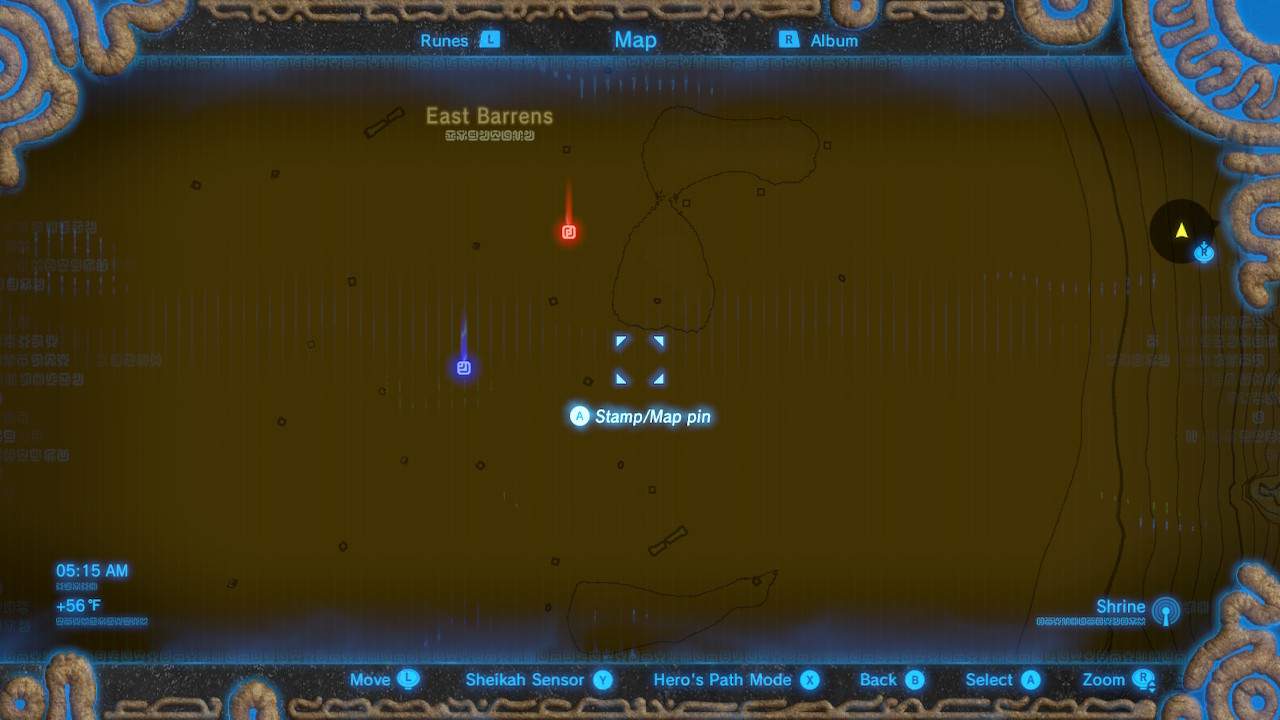 Runes L Map R Album
East Barrens
R
A Stamp/Map pin
05:15 AM
+56°F
Shrine
Move L Sheikah Sensor Y Hero's Path Mode X Back B Select A Zoom R